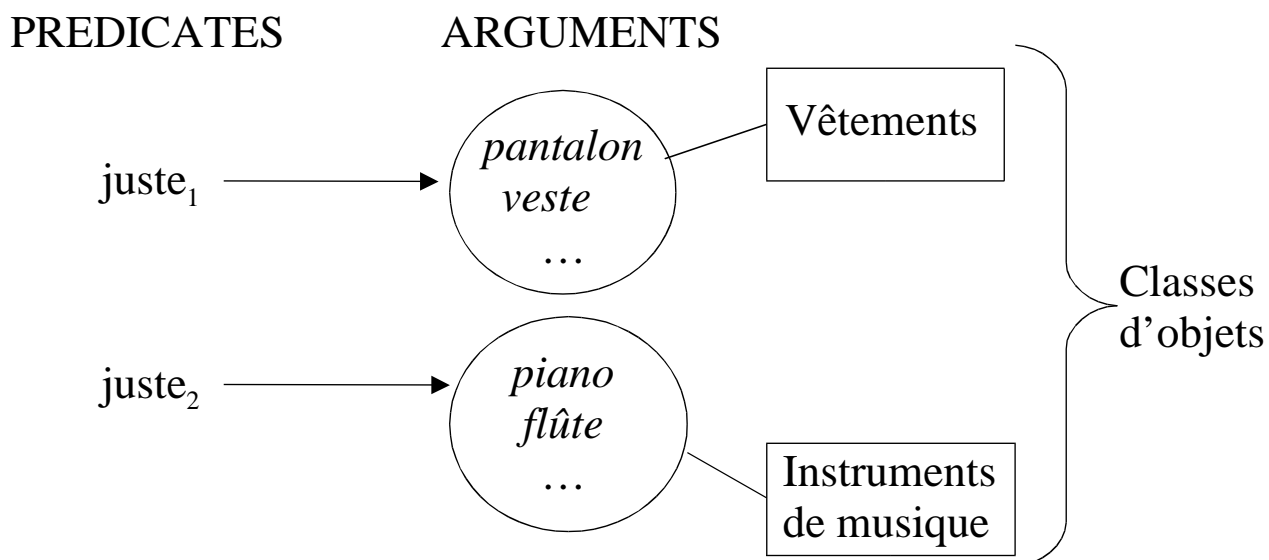 PREDICATES
ARGUMENTS
juste₁
pantalon
veste
…
Vêtements
juste₂
piano
flûte
…
Instruments
de musique
Classes
d’objets